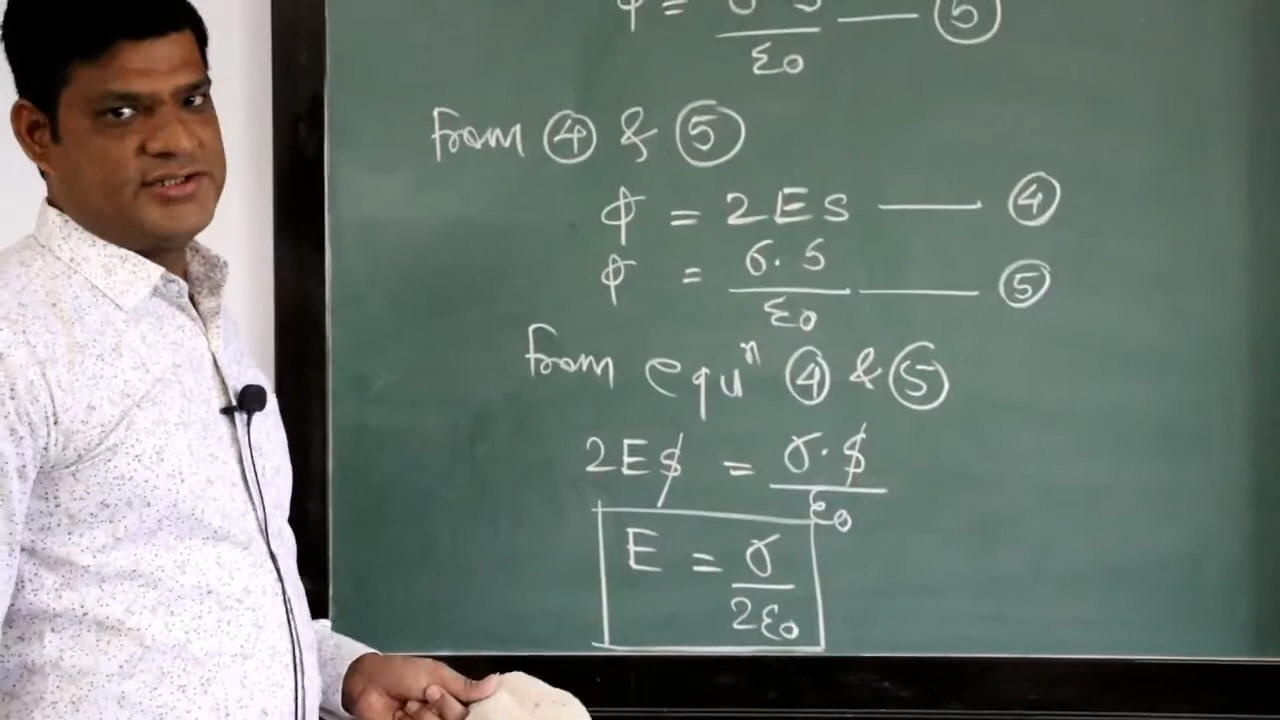 ϕ = σ·S / ε₀ —— ⑤
from ④ & ⑤
ϕ = 2ES —— ④
ϕ = σ·S / ε₀ —— ⑤
from equⁿ ④ & ⑤
2ES = σ·S / ε₀
E = σ / 2ε₀